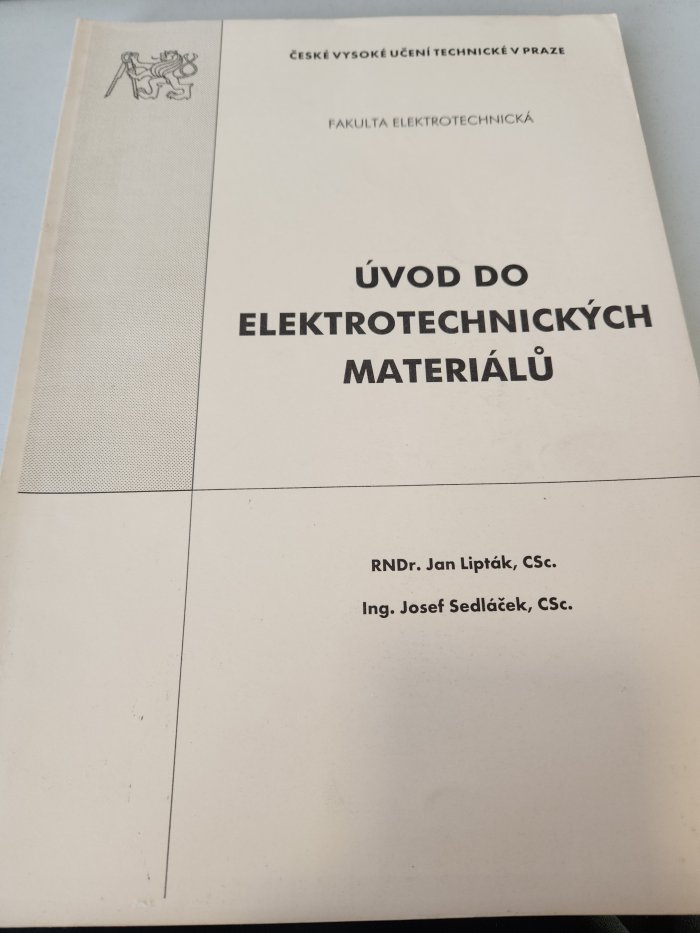 ČESKÉ VYSOKÉ UČENÍ TECHNICKÉ V PRAZE
FAKULTA ELEKTROTECHNICKÁ
ÚVOD DO
ELEKTROTECHNICKÝCH
MATERIÁLŮ
RNDr. Jan Lipták, CSc.
Ing. Josef Sedláček, CSc.